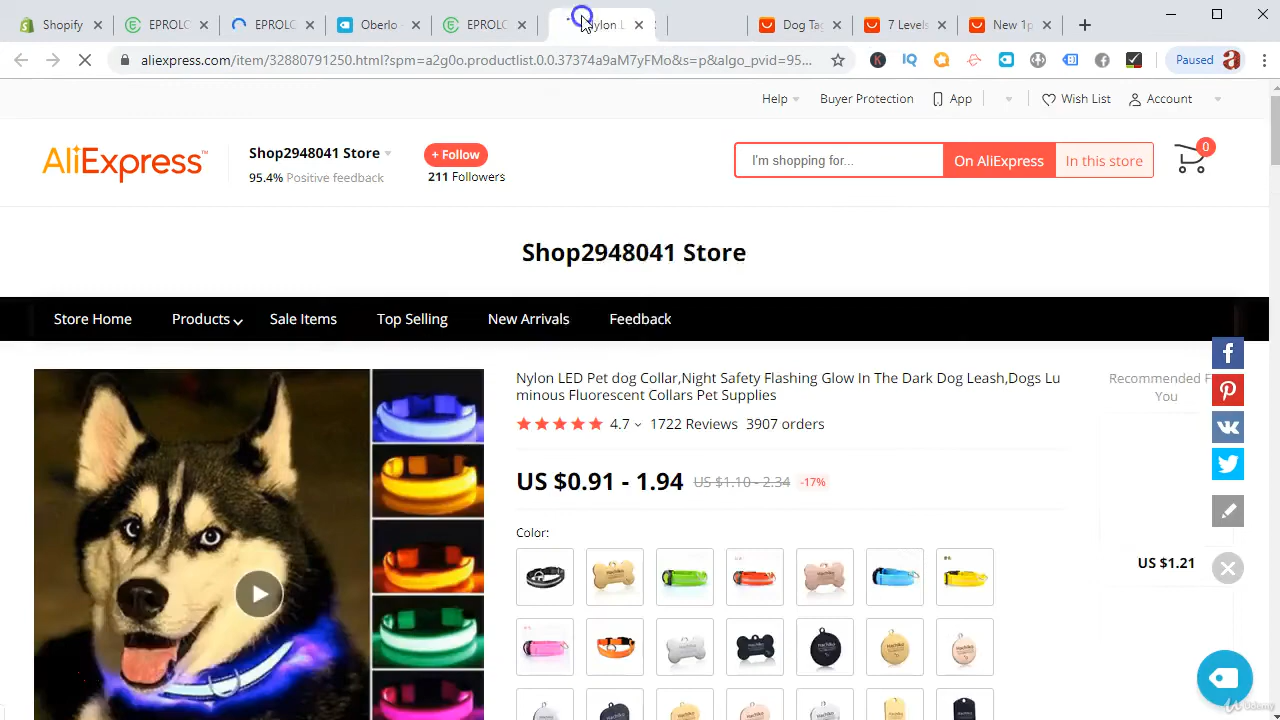 Shopify
EPROLO
EPROLO
Oberlo
EPROLO
Nylon L
Dog Tag
7 Levels
New 1p
aliexpress.com/item/32880791250.html?spm=a2g0o.productlist.0.0.37374a9aM7yFMo&s=p&algo_pvid=95...
Paused
Help
Buyer Protection
App
Wish List
Account
AliExpress™
Shop2948041 Store
95.4% Positive feedback
+ Follow
211 Followers
I'm shopping for...
On AliExpress
In this store
0
Shop2948041 Store
Store Home
Products
Sale Items
Top Selling
New Arrivals
Feedback
Nylon LED Pet dog Collar,Night Safety Flashing Glow In The Dark Dog Leash,Dogs Lu
minous Fluorescent Collars Pet Supplies
Recommended F
You
4.7
1722 Reviews
3907 orders
US $0.91 - 1.94
US $1.10 - 2.34
-17%
Color:
US $1.21
Udemy